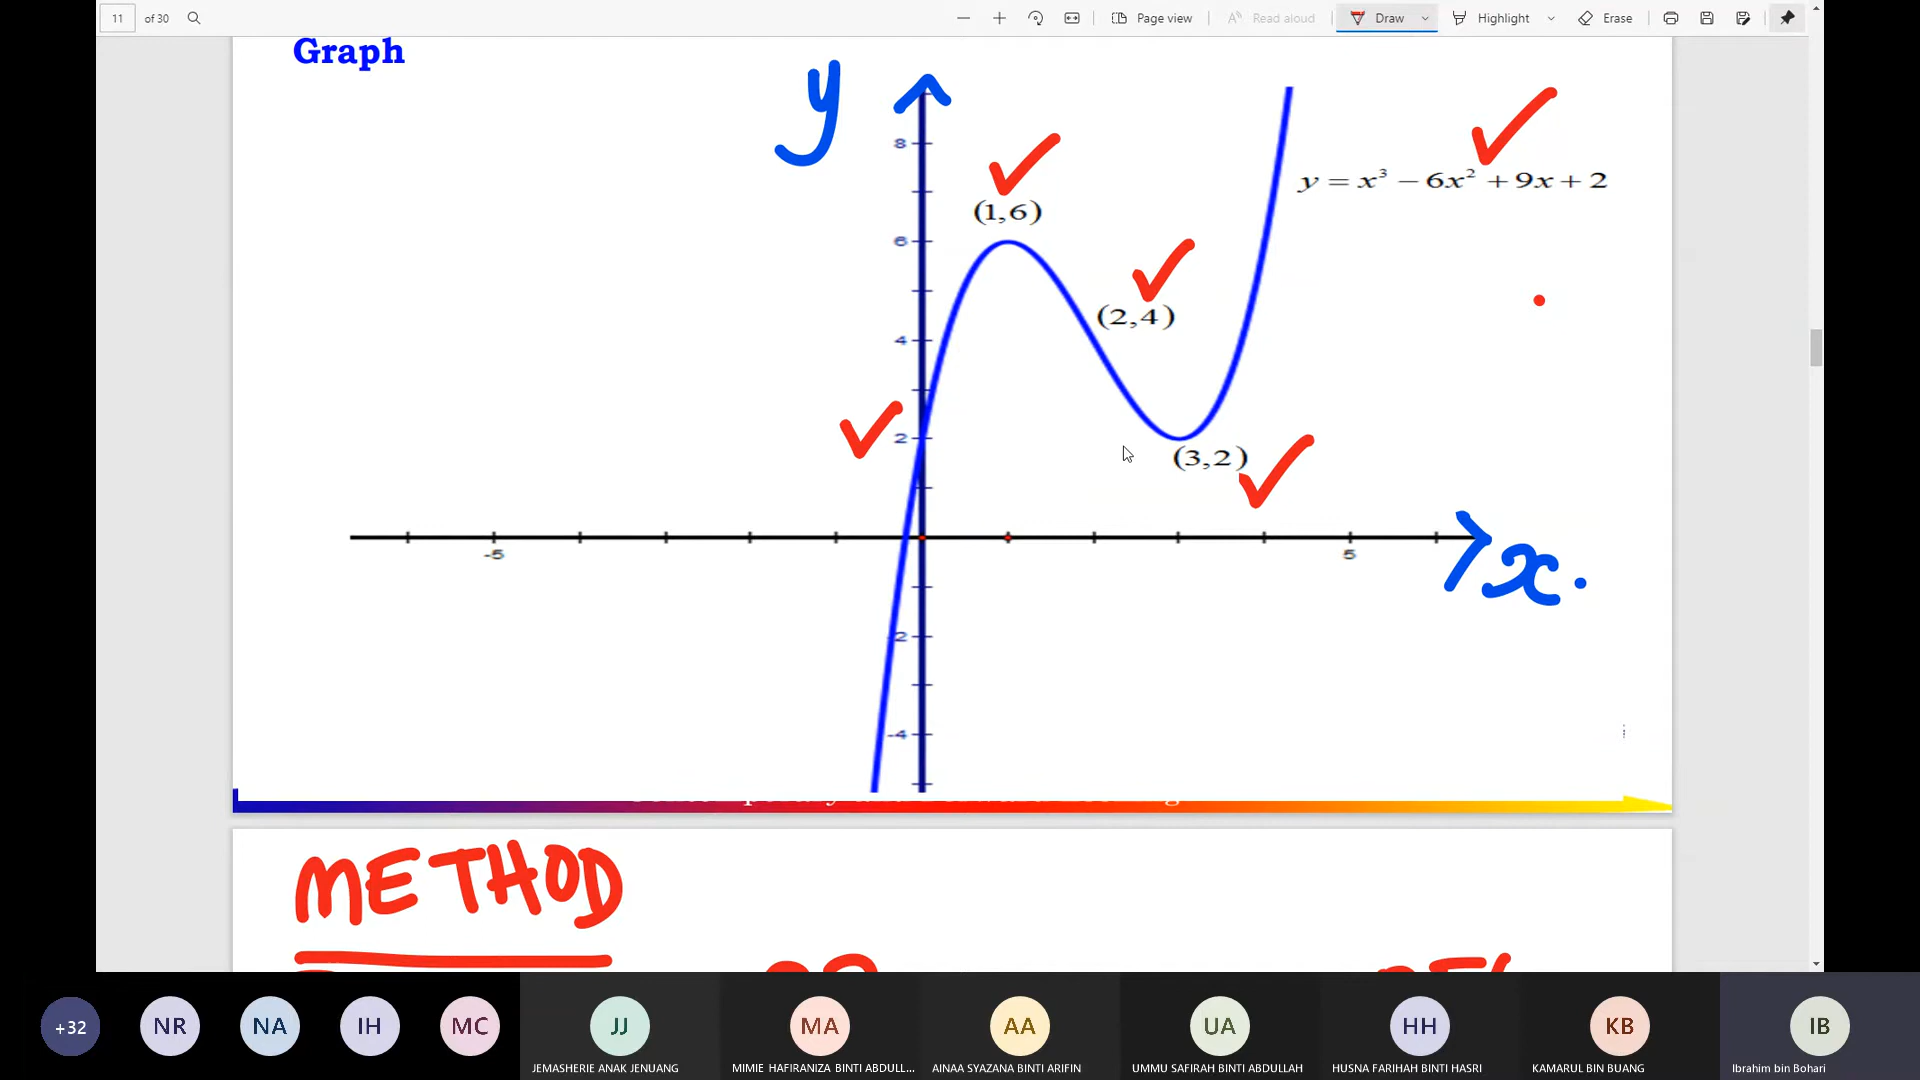 11 of 30 Page view Read aloud Draw Highlight Erase
Graph
y
8
y = x³ − 6x² + 9x + 2
(1,6)
6
(2,4)
4
2
(3,2)
-5
5
x.
-2
-4
METHOD
+32 NR NA IH MC JJ MA AA UA HH KB IB
JEMASHERIE ANAK JENUANG MIMIE HAFIRANIZA BINTI ABDULL... AINAA SYAZANA BINTI ARIFIN UMMU SAFIRAH BINTI ABDULLAH HUSNA FARIHAH BINTI HASRI KAMARUL BIN BUANG Ibrahim bin Bohari